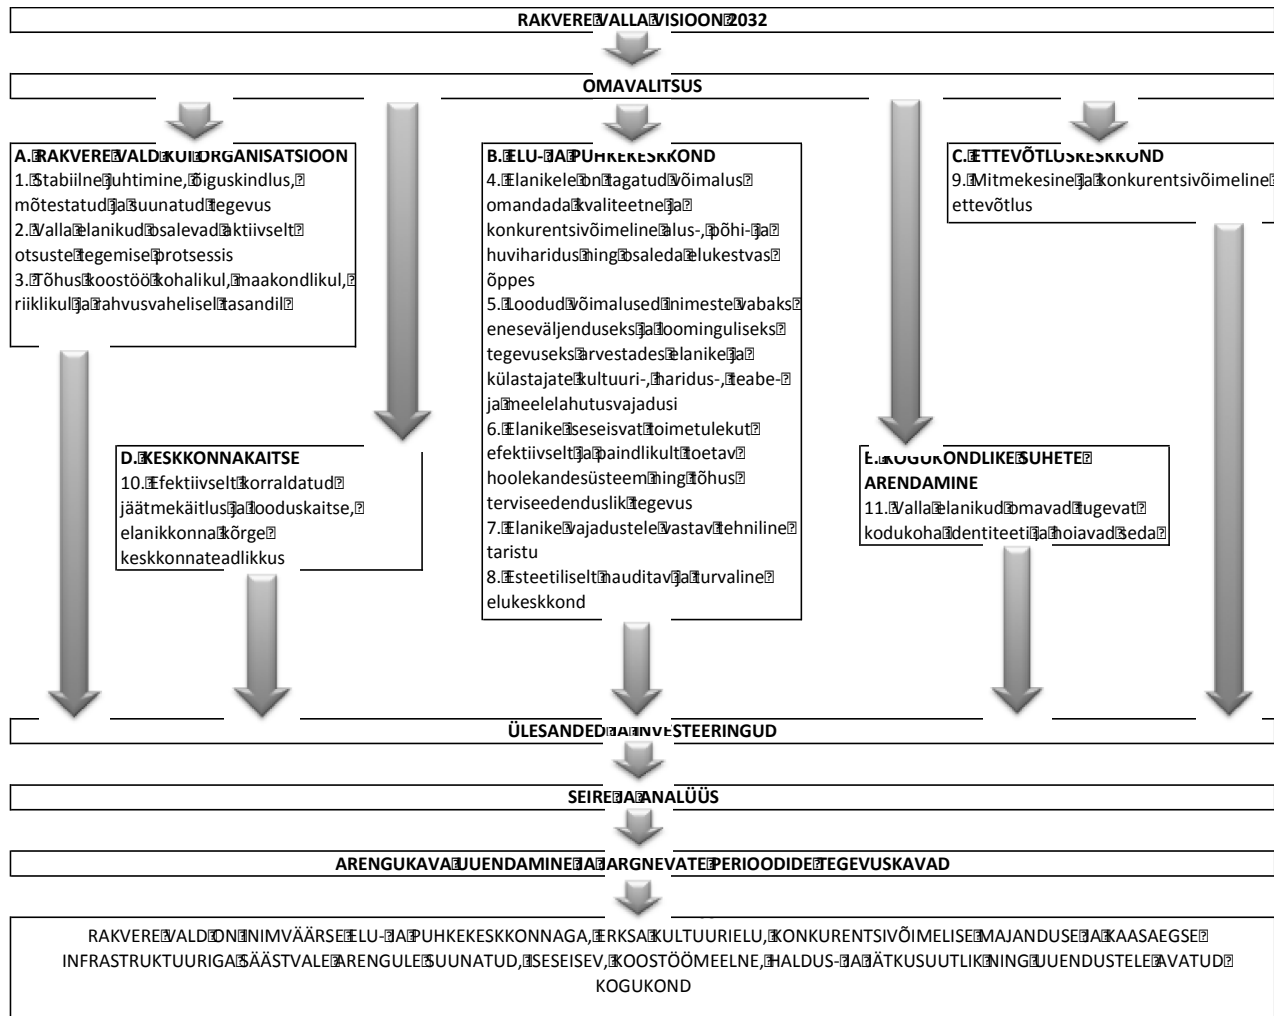 RAKVERE VALLA VISIOON 2032
OMAVALITSUS
A. RAKVERE VALD KUI ORGANISATSIOON
1. Stabiilne juhtimine, õiguskindlus,
mõtestatud ja suunatud tegevus
2. Valla elanikud osalevad aktiivselt
otsuste tegemise protsessis
3. Tõhus koostöö kohalikul, maakondlikul,
riiklikul ja rahvusvahelisel tasandil
B. ELU- JA PUHKEKESKKOND
4. Elanikele on tagatud võimalus
omandada kvaliteetne ja
konkurentsivõimeline alus-, põhi- ja
huviharidus ning osaleda elukestvas
õppes
5. Loodud võimalused inimeste vabaks
eneseväljenduseks ja loominguliseks
tegevuseks arvestades elanike ja
külastajate kultuuri-, haridus-, teabe-
ja meelelahutusvajadusi
6. Elanike iseseisvat toimetulekut
efektiivselt ja paindlikult toetav
hoolekandesüsteem ning tõhus
terviseedenduslik tegevus
7. Elanike vajadustele vastav tehniline
taristu
8. Esteetiliselt nauditav ja turvaline
elukeskkond
C. ETTEVÕTLUSKESKKOND
9. Mitmekesine ja konkurentsivõimeline
ettevõtlus
D. KESKKONNAKAITSE
10. Efektiivselt korraldatud
jäätmekäitlus ja looduskaitse,
elanikkonna kõrge
keskkonnateadlikkus
E. KOGUKONDLIKE SUHETE
ARENDAMINE
11. Valla elanikud omavad tugevat
kodukoha identiteeti ja hoiavad seda
ÜLESANDED JA INVESTEERINGUD
SEIRE JA ANALÜÜS
ARENGUKAVA UUENDAMINE JA JÄRGNEVATE PERIOODIDE TEGEVUSKAVAD
RAKVERE VALD ON INIMVÄÄRSE ELU- JA PUHKEKESKKONNAGA, ERKSA KULTUURIELU, KONKURENTSIVÕIMELISE MAJANDUSE JA KAASAEGSE
INFRASTRUKTUURIGA SÄÄSTVALE ARENGULE SUUNATUD, ISESEISEV, KOOSTÖÖMEELNE, HALDUS- JA JÄTKUSUUTLIK NING UUENDUSTELE AVATUD
KOGUKOND